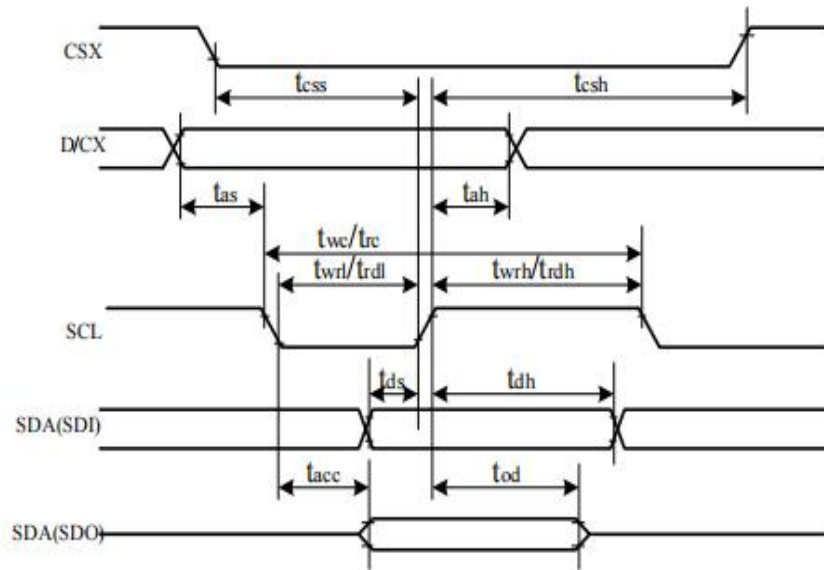 CSX
tcss
tcsh
D/CX
tas
tah
twc/trc
twrl/trdl
twrh/trdh
SCL
tds
tdh
SDA(SDI)
tacc
tod
SDA(SDO)